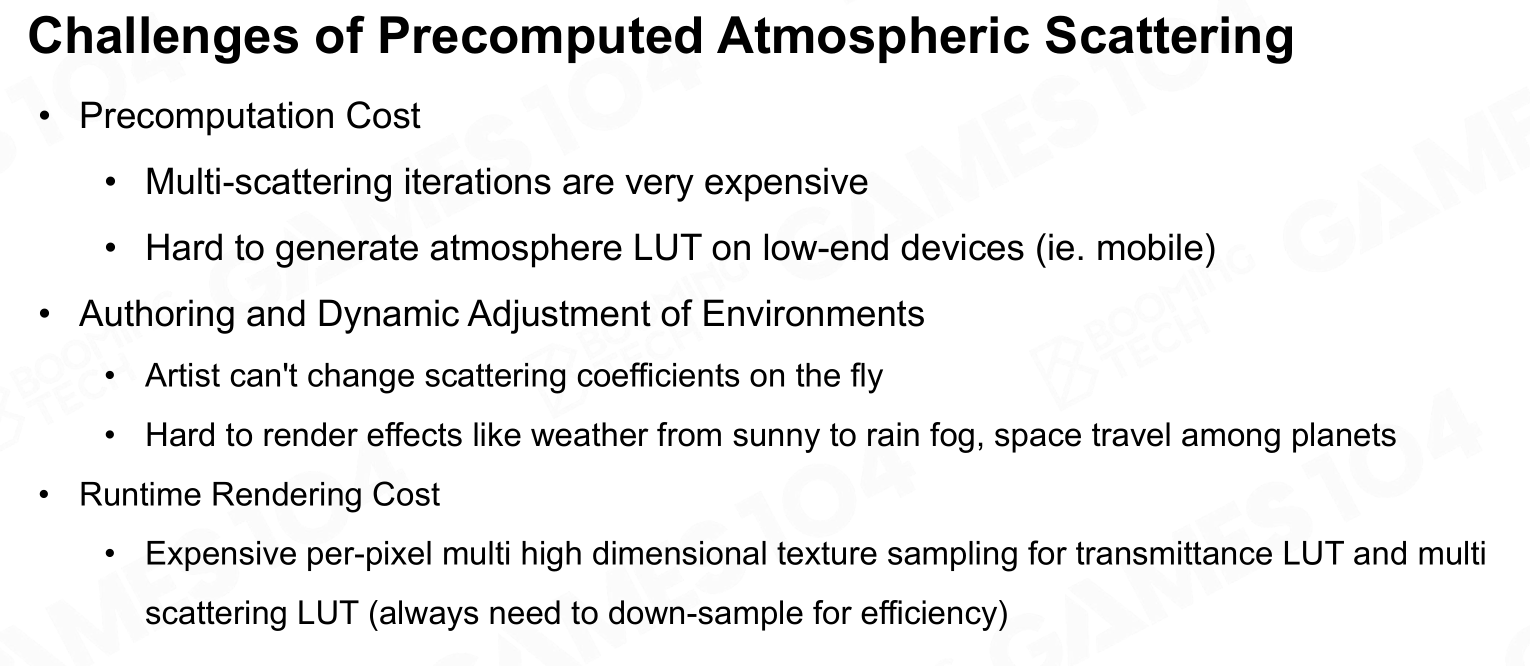 Challenges of Precomputed Atmospheric Scattering
• Precomputation Cost
• Multi-scattering iterations are very expensive
• Hard to generate atmosphere LUT on low-end devices (ie. mobile)
• Authoring and Dynamic Adjustment of Environments
• Artist can't change scattering coefficients on the fly
• Hard to render effects like weather from sunny to rain fog, space travel among planets
• Runtime Rendering Cost
• Expensive per-pixel multi high dimensional texture sampling for transmittance LUT and multi
scattering LUT (always need to down-sample for efficiency)
GAMES104
BOOMING
TECH